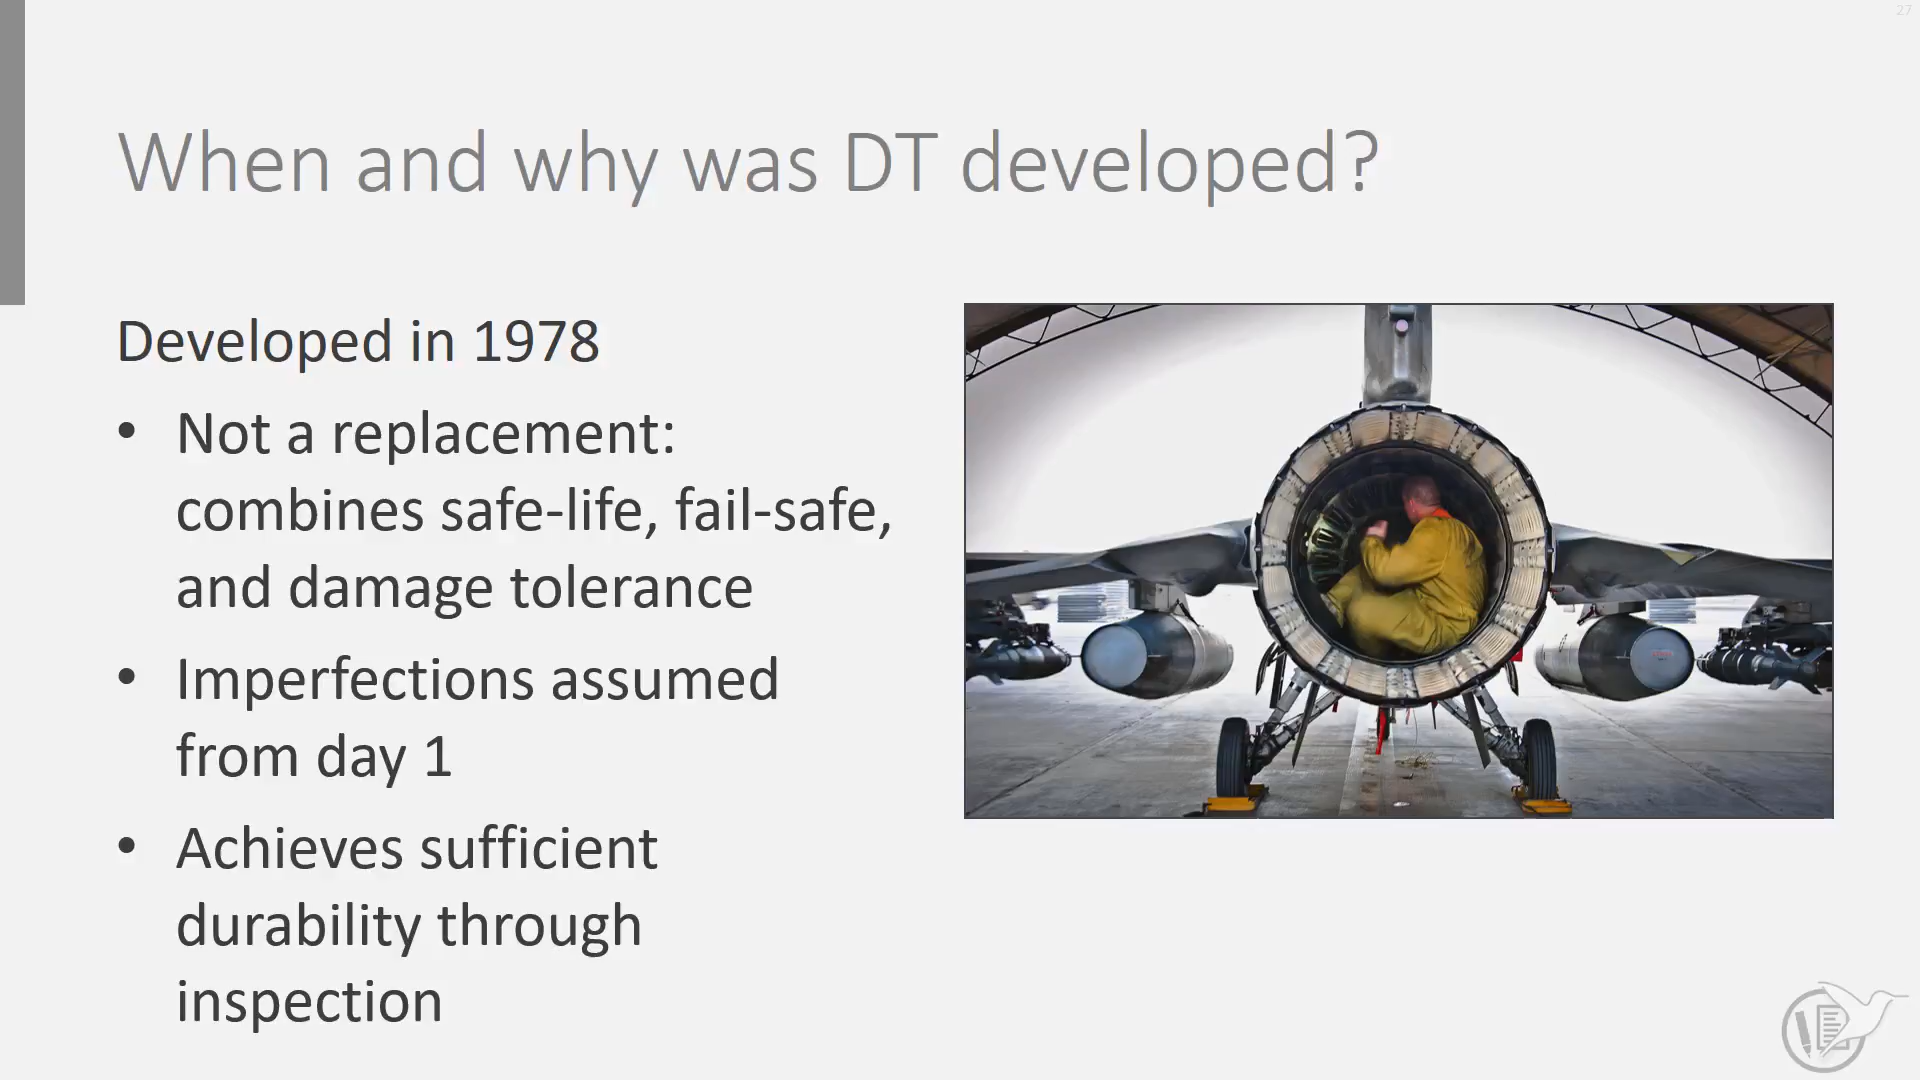 27
When and why was DT developed?
Developed in 1978
• Not a replacement:
combines safe-life, fail-safe,
and damage tolerance
• Imperfections assumed
from day 1
• Achieves sufficient
durability through
inspection